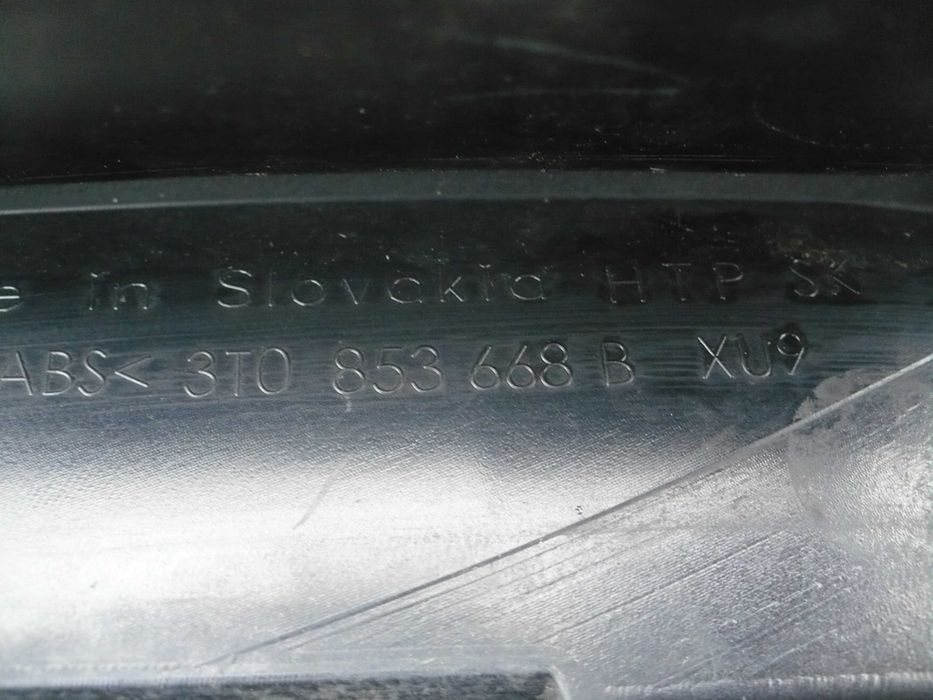 e in Slovakia HTP SK
ABS< 3T0 853 668 B XU9